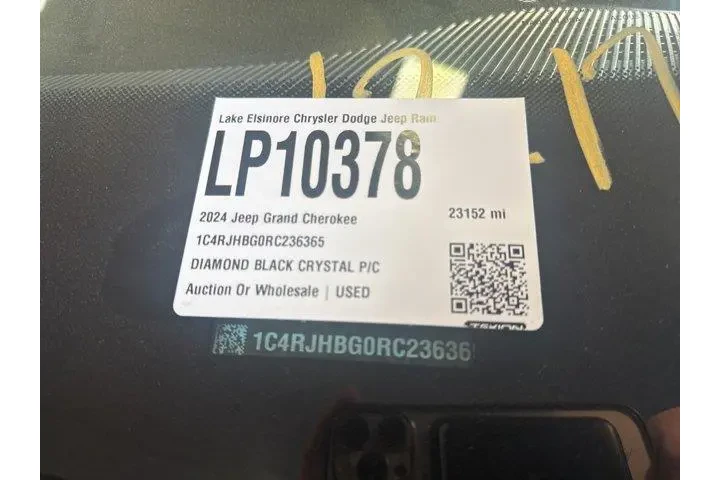 Lake Elsinore Chrysler Dodge Jeep Ram
LP10378
2024 Jeep Grand Cherokee
23152 mi
1C4RJHBG0RC236365
DIAMOND BLACK CRYSTAL P/C
Auction Or Wholesale | USED
TEKION
1C4RJHBG0RC23636